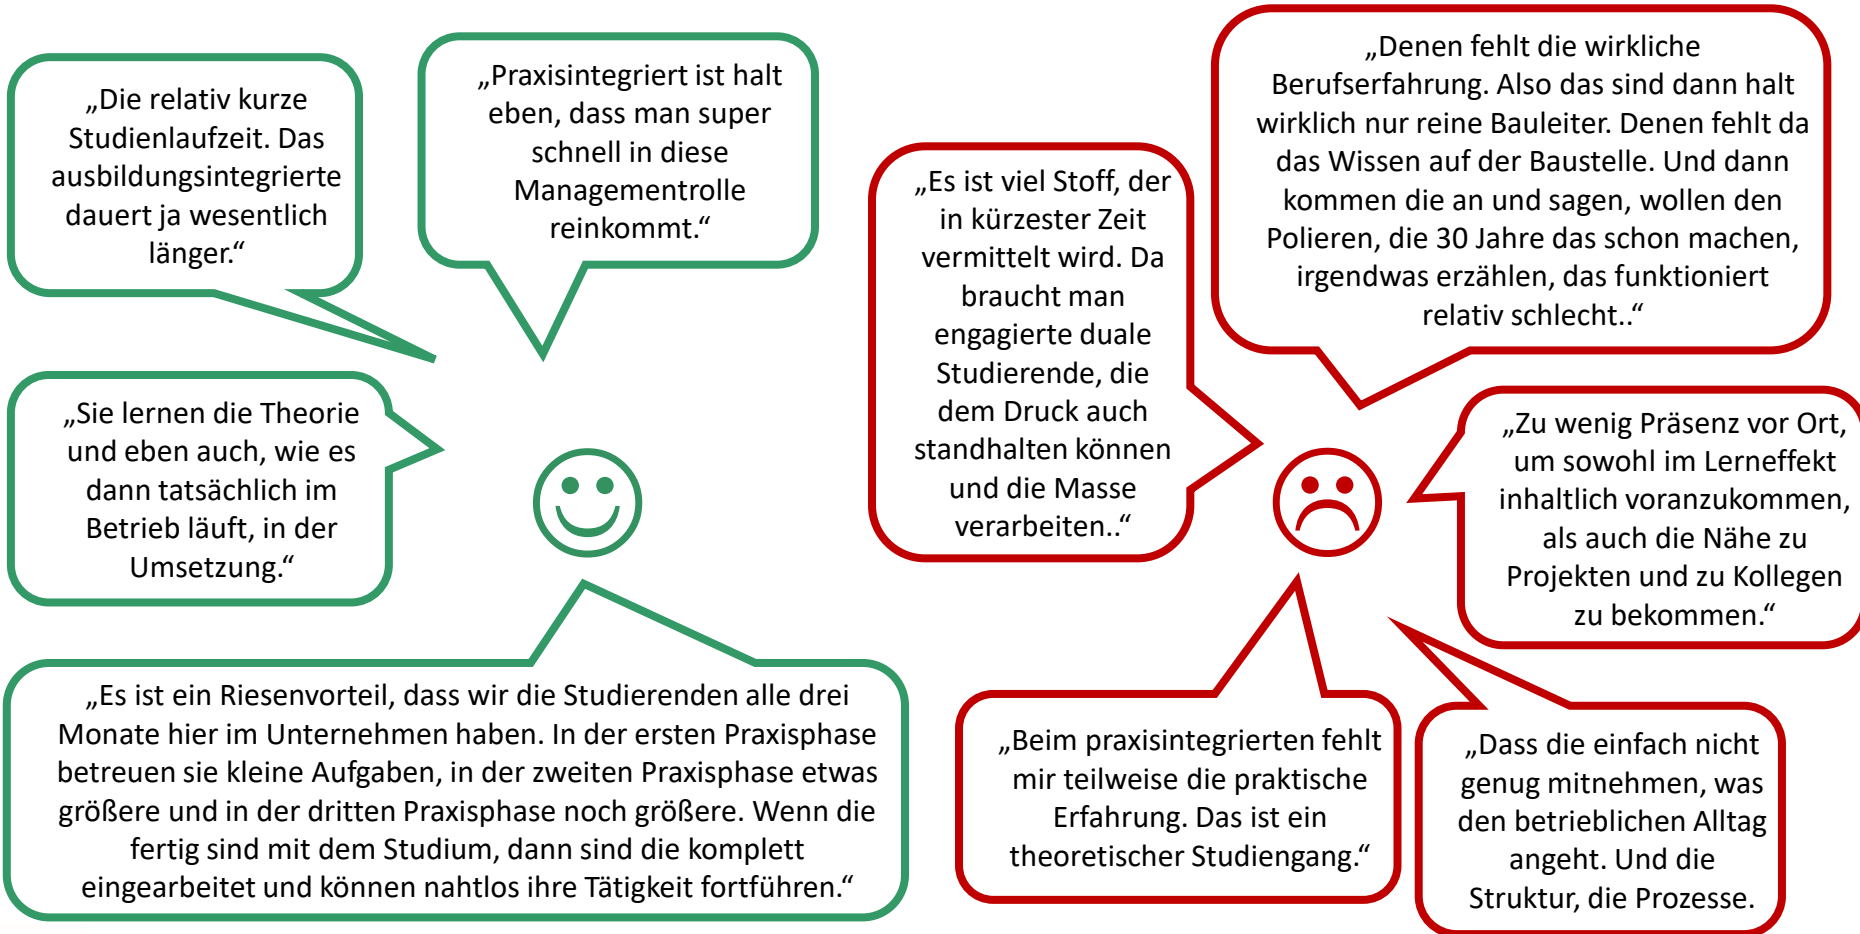 „Die relativ kurze
Studienlaufzeit. Das
ausbildungsintegrierte
dauert ja wesentlich
länger.“
„Praxisintegriert ist halt
eben, dass man super
schnell in diese
Managementrolle
reinkommt.“
„Sie lernen die Theorie
und eben auch, wie es
dann tatsächlich im
Betrieb läuft, in der
Umsetzung.“
„Es ist ein Riesenvorteil, dass wir die Studierenden alle drei
Monate hier im Unternehmen haben. In der ersten Praxisphase
betreuen sie kleine Aufgaben, in der zweiten Praxisphase etwas
größere und in der dritten Praxisphase noch größere. Wenn die
fertig sind mit dem Studium, dann sind die komplett
eingearbeitet und können nahtlos ihre Tätigkeit fortführen.“
„Es ist viel Stoff, der
in kürzester Zeit
vermittelt wird. Da
braucht man
engagierte duale
Studierende, die
dem Druck auch
standhalten können
und die Masse
verarbeiten..“
„Denen fehlt die wirkliche
Berufserfahrung. Also das sind dann halt
wirklich nur reine Bauleiter. Denen fehlt da
das Wissen auf der Baustelle. Und dann
kommen die an und sagen, wollen den
Polieren, die 30 Jahre das schon machen,
irgendwas erzählen, das funktioniert
relativ schlecht..“
„Zu wenig Präsenz vor Ort,
um sowohl im Lerneffekt
inhaltlich voranzukommen,
als auch die Nähe zu
Projekten und zu Kollegen
zu bekommen.“
„Beim praxisintegrierten fehlt
mir teilweise die praktische
Erfahrung. Das ist ein
theoretischer Studiengang.“
„Dass die einfach nicht
genug mitnehmen, was
den betrieblichen Alltag
angeht. Und die
Struktur, die Prozesse.